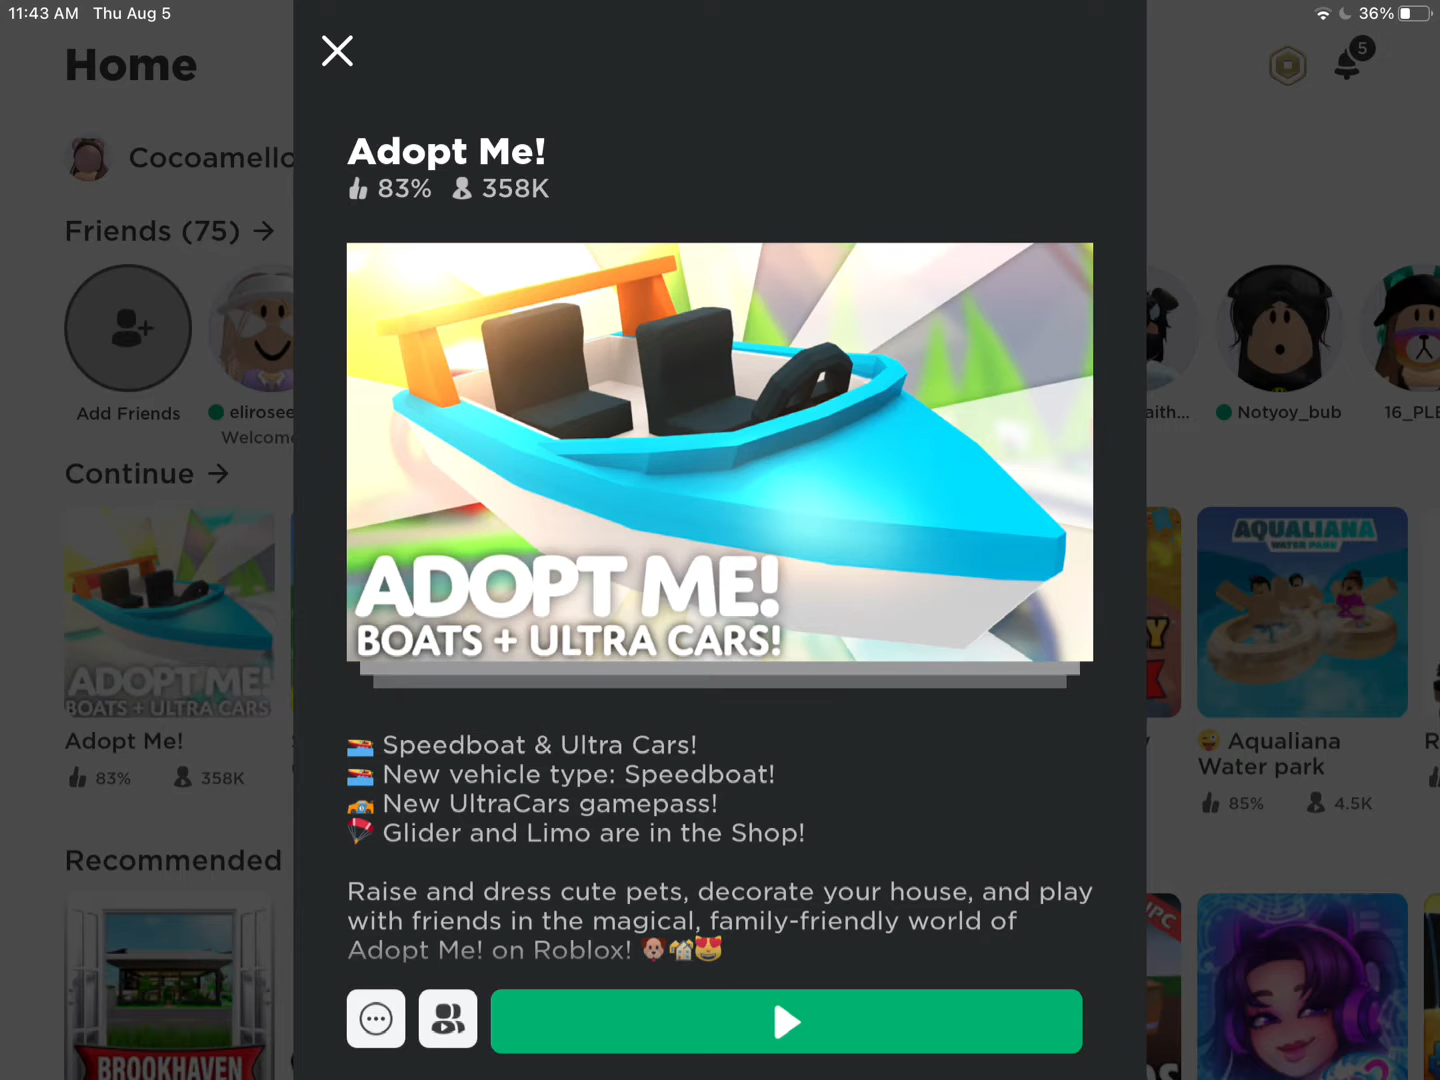 11:43 AM Thu Aug 5
36%
Home
5
Cocoamello
Friends (75)
Add Friends
elirosee
Welcome
aith...
Notyoy_bub
16_PLE
Continue
Adopt Me!
83% 358K
ADOPT ME!
BOATS + ULTRA CARS!
ADOPT ME!
BOATS + ULTRA CARS
Adopt Me!
83% 358K
AQUALIANA
WATER PARK
Aqualiana
Water park
85% 4.5K
Speedboat & Ultra Cars!
New vehicle type: Speedboat!
New UltraCars gamepass!
Glider and Limo are in the Shop!
Raise and dress cute pets, decorate your house, and play
with friends in the magical, family-friendly world of
Adopt Me! on Roblox!
Recommended
BROOKHAVEN